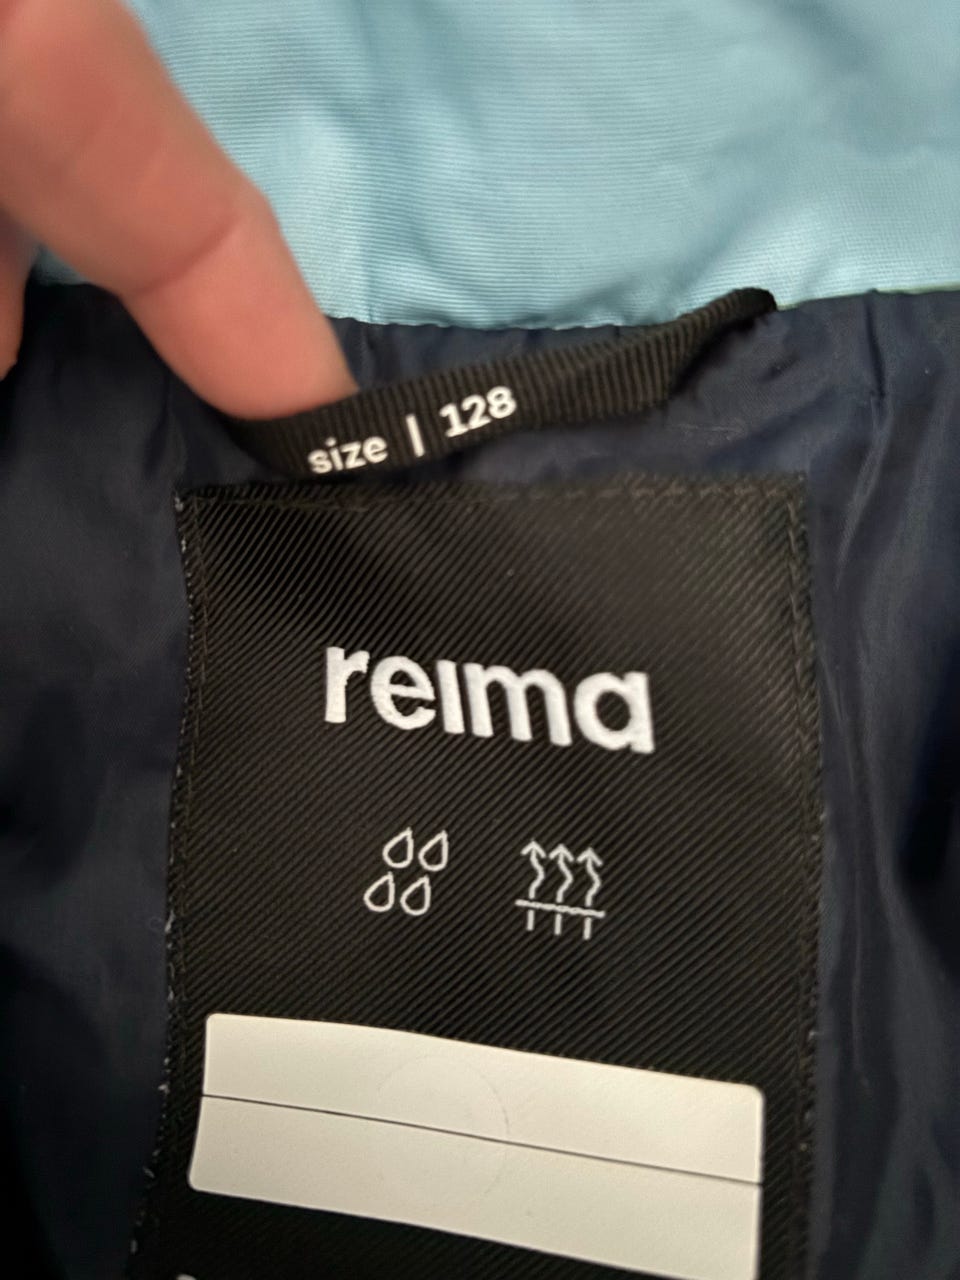 size | 128
reima